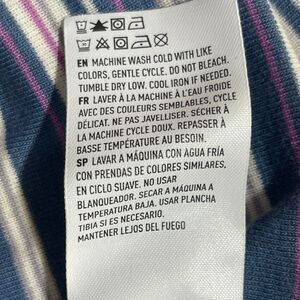 EN MACHINE WASH COLD WITH LIKE
COLORS, GENTLE CYCLE. DO NOT BLEACH.
TUMBLE DRY LOW. COOL IRON IF NEEDED.
FR LAVER À LA MACHINE À L'EAU FROIDE
AVEC DES COULEURS SEMBLABLES, CYCLE
DÉLICAT. NE PAS JAVELLISER. SÉCHER À
LA MACHINE CYCLE DOUX. REPASSER À
BASSE TEMPÉRATURE AU BESOIN.
SP LAVAR A MÁQUINA CON AGUA FRÍA
CON PRENDAS DE COLORES SIMILARES,
EN CICLO SUAVE. NO USAR
BLANQUEADOR. SECAR A MÁQUINA A
TEMPERATURA BAJA. USAR PLANCHA
TIBIA SI ES NECESARIO.
MANTENER LEJOS DEL FUEGO